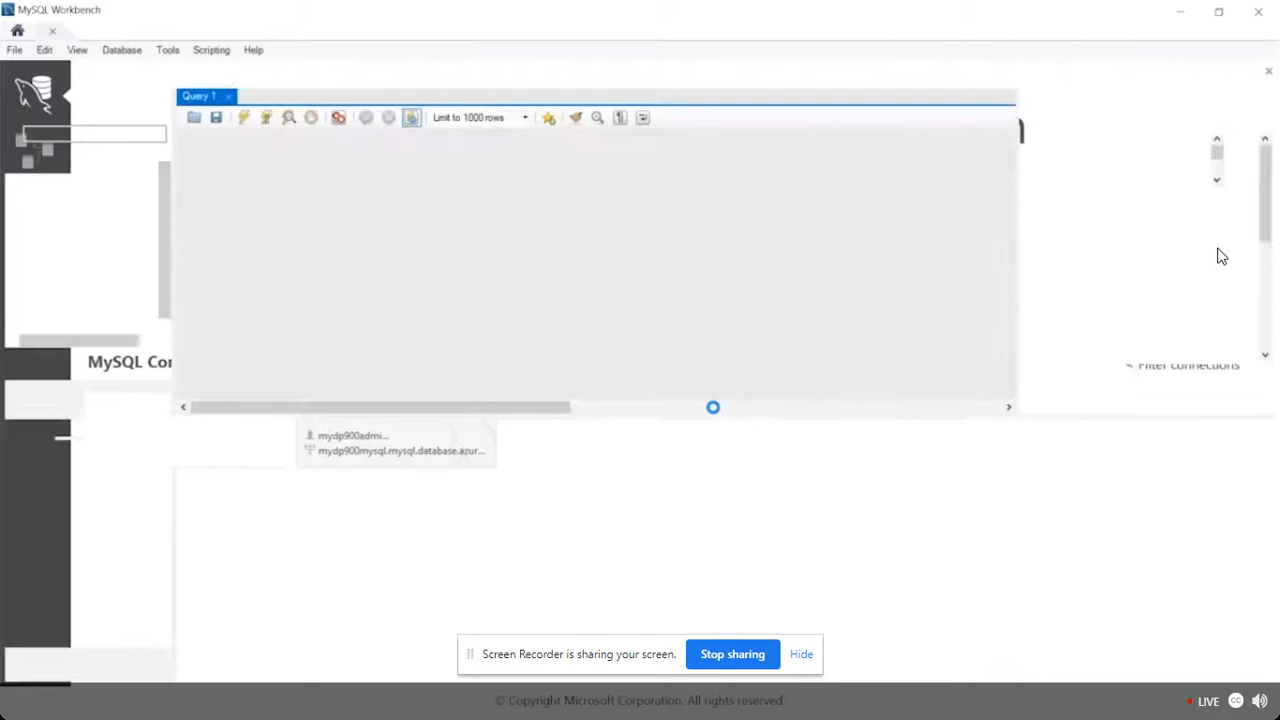 MySQL Workbench
File Edit View Database Tools Scripting Help
Query 1
Limit to 1000 rows
MySQL Con
Filter connections
mydp900admi...
mydp900mysql.mysql.database.azur...
Screen Recorder is sharing your screen. Stop sharing Hide
© Copyright Microsoft Corporation. All rights reserved.
LIVE CC